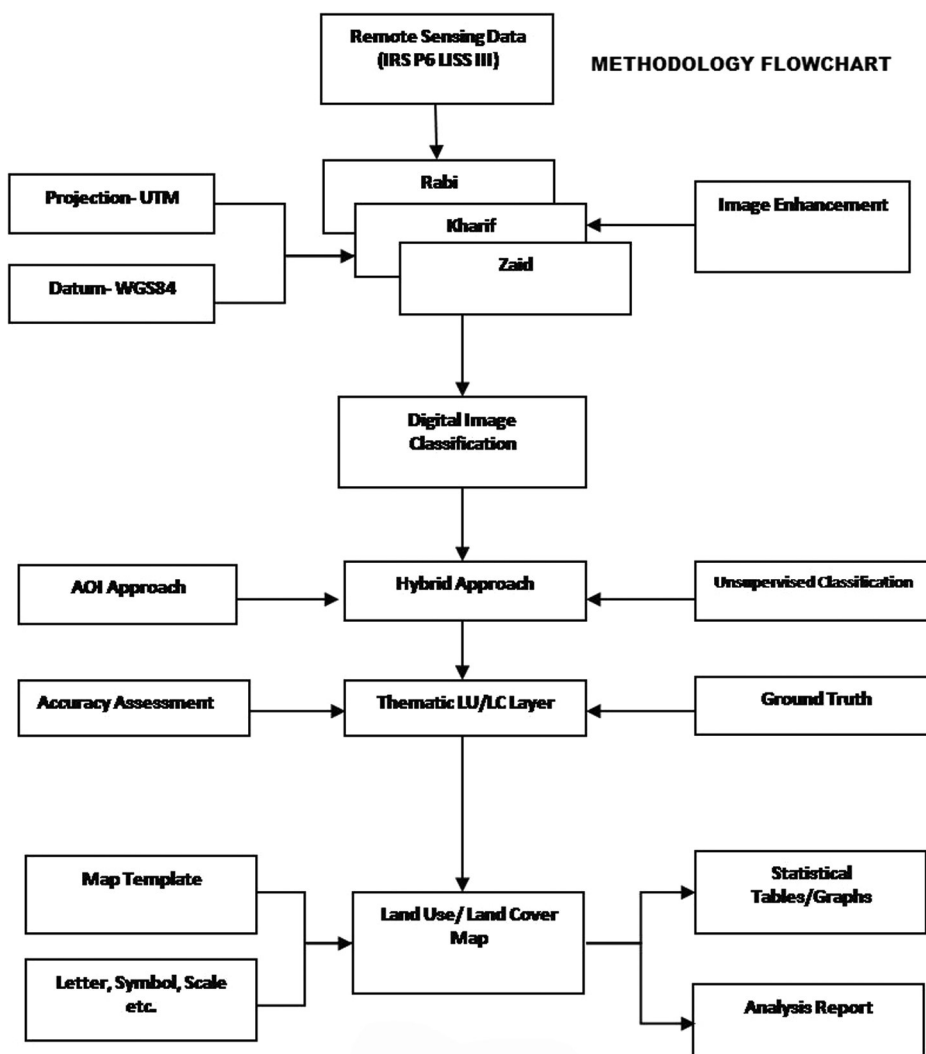 Remote Sensing Data
(IRS P6 LISS III)
METHODOLOGY FLOWCHART
Rabi
Projection- UTM
Kharif
Image Enhancement
Zaid
Datum- WGS84
Digital Image
Classification
AOI Approach
Hybrid Approach
Unsupervised Classification
Accuracy Assessment
Thematic LU/LC Layer
Ground Truth
Map Template
Statistical
Tables/Graphs
Land Use/ Land Cover
Map
Letter, Symbol, Scale
etc.
Analysis Report